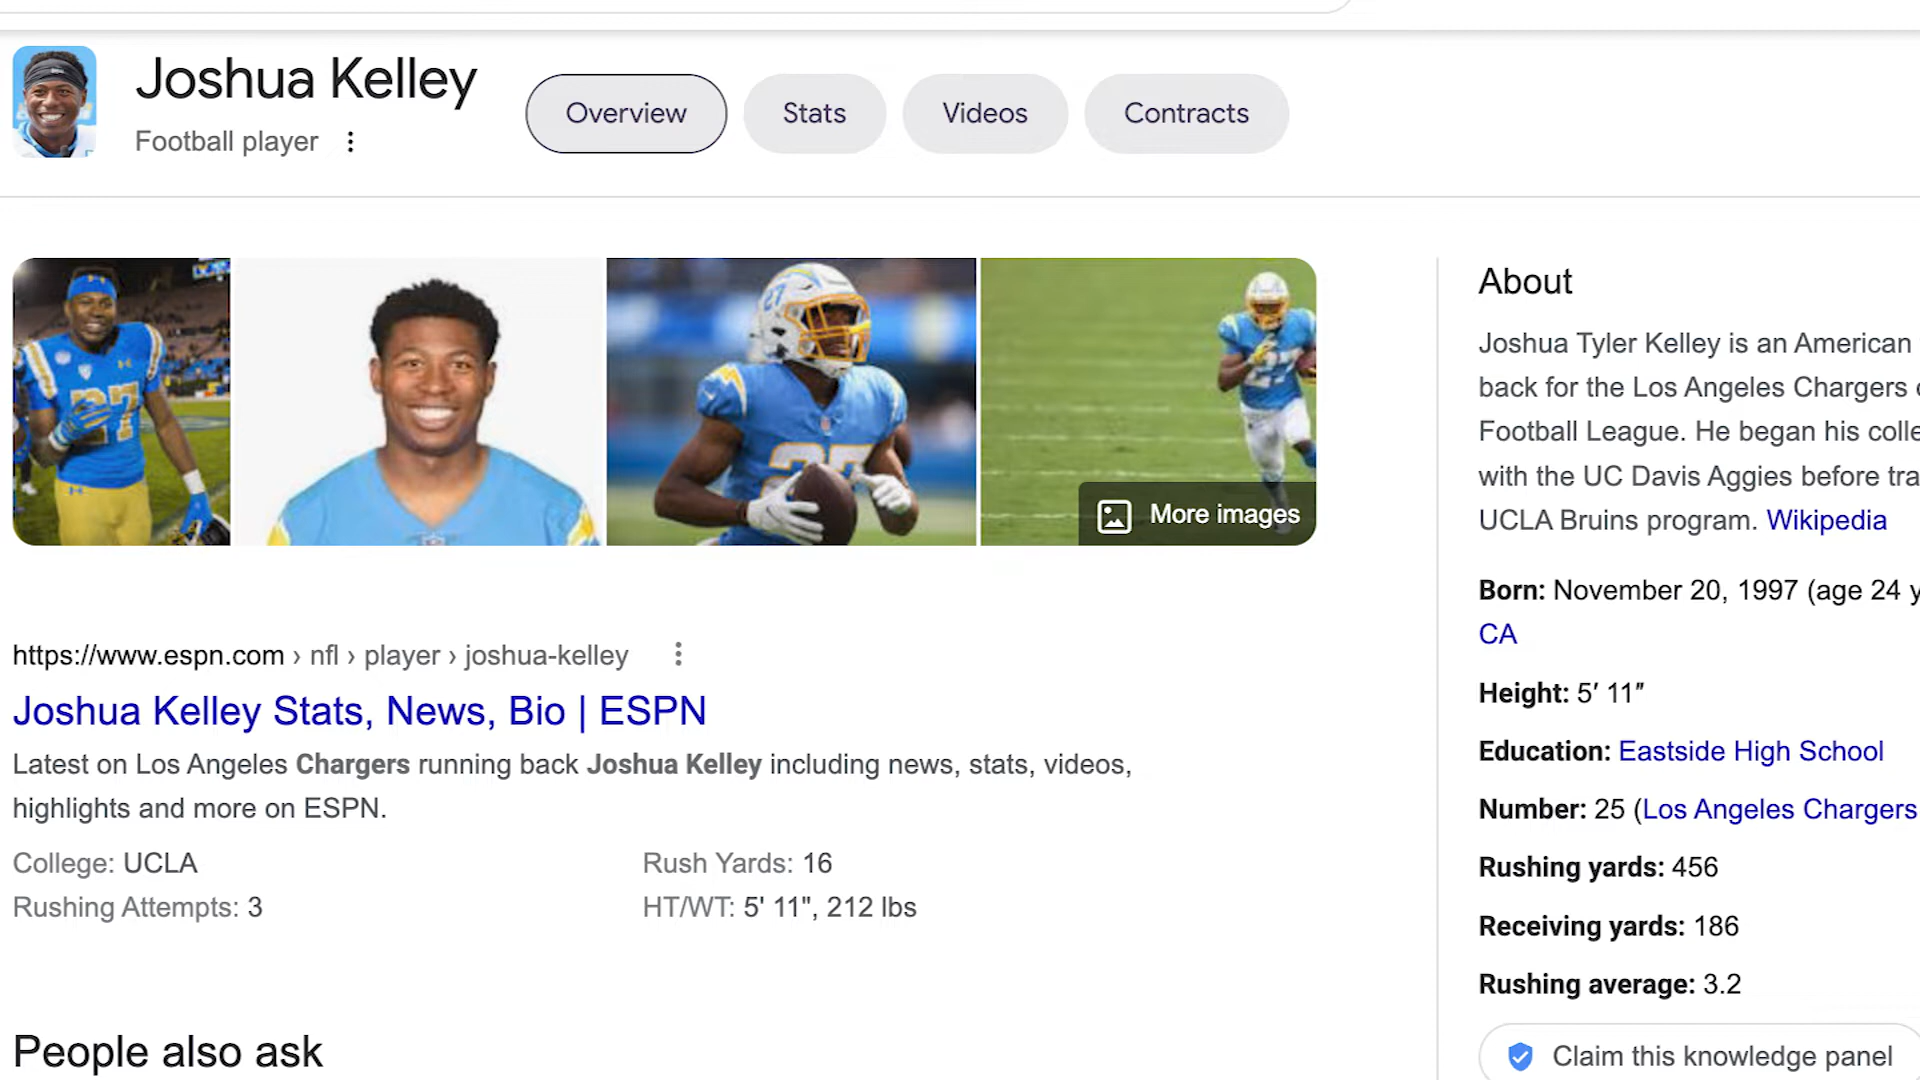 Joshua Kelley
Football player
Overview
Stats
Videos
Contracts
27
27
27
27
More images
https://www.espn.com › nfl › player › joshua-kelley
Joshua Kelley Stats, News, Bio | ESPN
Latest on Los Angeles Chargers running back Joshua Kelley including news, stats, videos,
highlights and more on ESPN.
College: UCLA
Rush Yards: 16
Rushing Attempts: 3
HT/WT: 5' 11", 212 lbs
People also ask
About
Joshua Tyler Kelley is an American
back for the Los Angeles Chargers
Football League. He began his colle
with the UC Davis Aggies before tra
UCLA Bruins program. Wikipedia
Born: November 20, 1997 (age 24 y
CA
Height: 5′ 11″
Education: Eastside High School
Number: 25 (Los Angeles Chargers
Rushing yards: 456
Receiving yards: 186
Rushing average: 3.2
Claim this knowledge panel